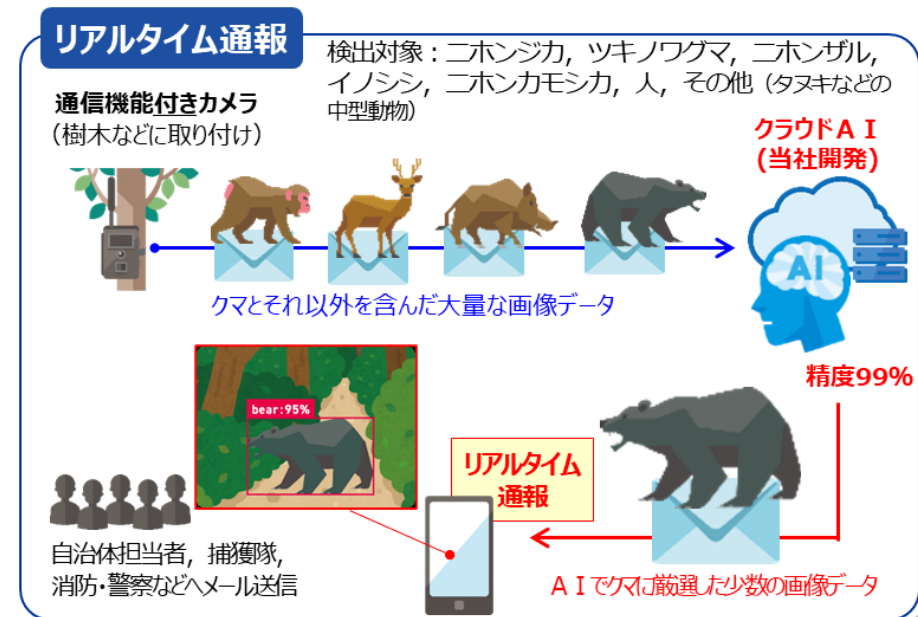 リアルタイム通報
検出対象：ニホンジカ，ツキノワグマ，ニホンザル，
イノシシ，ニホンカモシカ，人，その他（タヌキなどの
中型動物）
通信機能付きカメラ
（樹木などに取り付け）
クラウドＡＩ
(当社開発)
AI
クマとそれ以外を含んだ大量な画像データ
精度99%
bear:95%
リアルタイム
通報
自治体担当者，捕獲隊，
消防・警察などへメール送信
ＡＩでクマに厳選した少数の画像データ